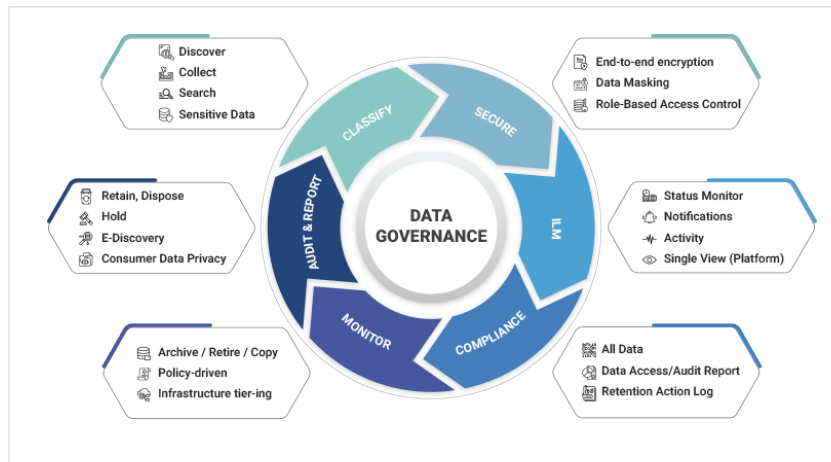 Discover
Collect
Search
Sensitive Data
End-to-end encryption
Data Masking
Role-Based Access Control
CLASSIFY
SECURE
Retain, Dispose
Hold
E-Discovery
Consumer Data Privacy
AUDIT & REPORT
DATA
GOVERNANCE
ILM
Status Monitor
Notifications
Activity
Single View (Platform)
MONITOR
COMPLIANCE
Archive / Retire / Copy
Policy-driven
Infrastructure tier-ing
All Data
Data Access/Audit Report
Retention Action Log